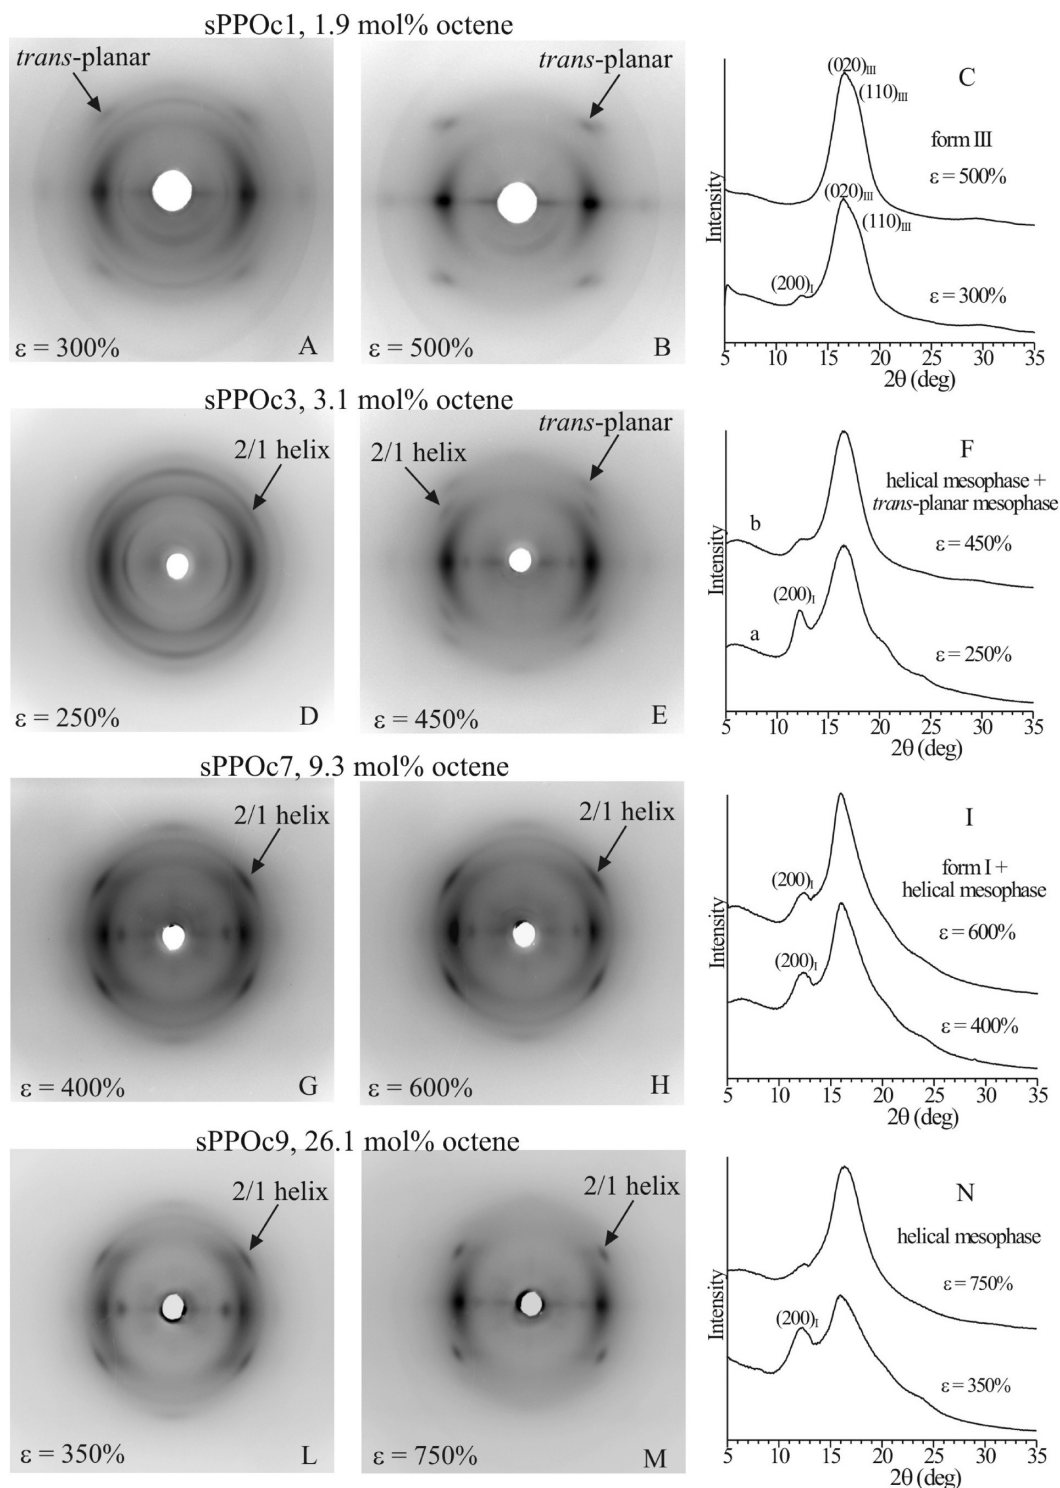 sPPOc1, 1.9 mol% octene
trans-planar
ε = 300%
A
trans-planar
ε = 500%
B
(020)III
(110)III
C
form III
ε = 500%
(020)III
(110)III
(200)I
ε = 300%
Intensity
5 10 15 20 25 30 35
2θ (deg)
sPPOc3, 3.1 mol% octene
2/1 helix
ε = 250%
D
trans-planar
2/1 helix
ε = 450%
E
F
helical mesophase +
trans-planar mesophase
b
ε = 450%
(200)I
a
ε = 250%
Intensity
5 10 15 20 25 30 35
2θ (deg)
sPPOc7, 9.3 mol% octene
2/1 helix
ε = 400%
G
2/1 helix
ε = 600%
H
I
form I +
helical mesophase
(200)I
ε = 600%
(200)I
ε = 400%
Intensity
5 10 15 20 25 30 35
2θ (deg)
sPPOc9, 26.1 mol% octene
2/1 helix
ε = 350%
L
2/1 helix
ε = 750%
M
N
helical mesophase
ε = 750%
(200)I
ε = 350%
Intensity
5 10 15 20 25 30 35
2θ (deg)